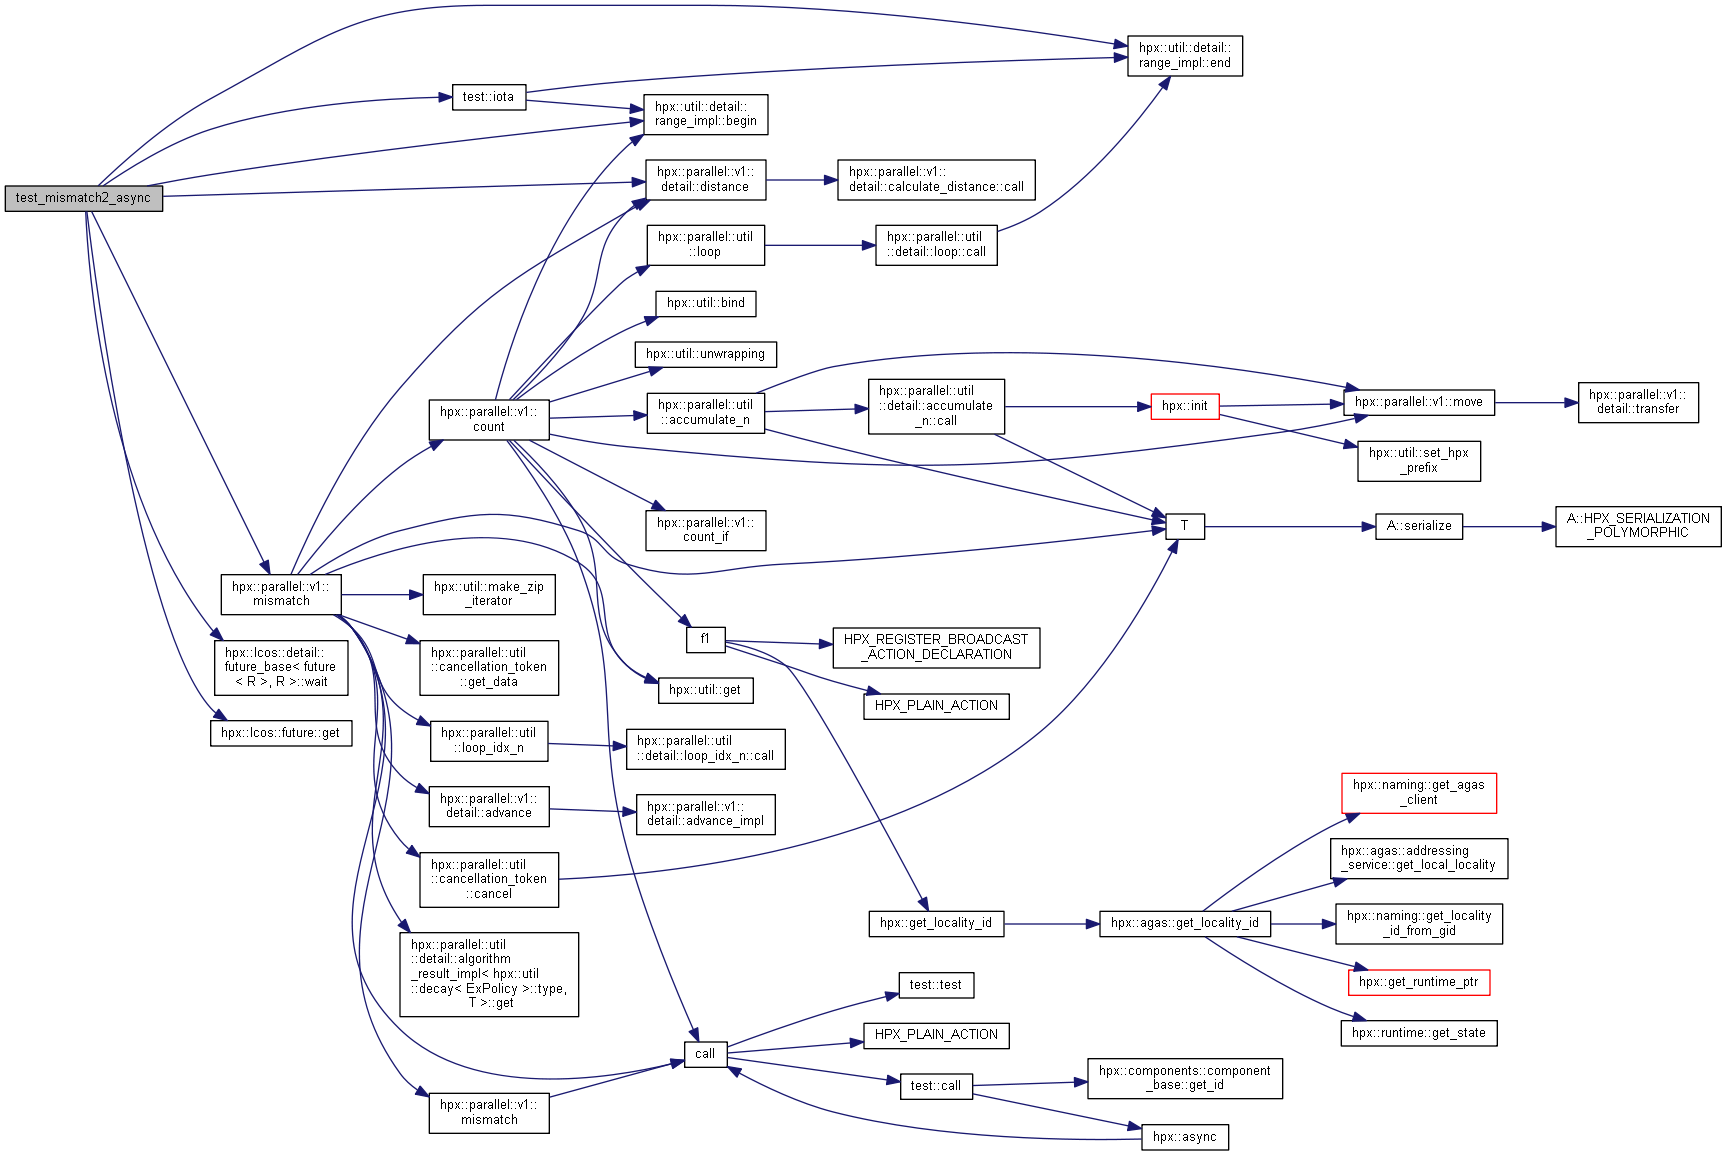 test_mismatch2_async
hpx::util::detail::
range_impl::end
test::iota
hpx::util::detail::
range_impl::begin
hpx::parallel::v1::
detail::distance
hpx::parallel::v1::
detail::calculate_distance::call
hpx::parallel::util
::loop
hpx::parallel::util
::detail::loop::call
hpx::util::bind
hpx::util::unwrapping
hpx::parallel::v1::
count
hpx::parallel::util
::accumulate_n
hpx::parallel::util
::detail::accumulate
_n::call
hpx::init
hpx::parallel::v1::move
hpx::parallel::v1::
detail::transfer
hpx::util::set_hpx
_prefix
hpx::parallel::v1::
count_if
T
A::serialize
A::HPX_SERIALIZATION
_POLYMORPHIC
hpx::parallel::v1::
mismatch
hpx::util::make_zip
_iterator
f1
HPX_REGISTER_BROADCAST
_ACTION_DECLARATION
hpx::lcos::detail::
future_base< future
< R >, R >::wait
hpx::parallel::util
::cancellation_token
::get_data
hpx::util::get
HPX_PLAIN_ACTION
hpx::lcos::future::get
hpx::parallel::util
::loop_idx_n
hpx::parallel::util
::detail::loop_idx_n::call
hpx::parallel::v1::
detail::advance
hpx::parallel::v1::
detail::advance_impl
hpx::naming::get_agas
_client
hpx::parallel::util
::cancellation_token
::cancel
hpx::agas::addressing
_service::get_local_locality
hpx::get_locality_id
hpx::agas::get_locality_id
hpx::naming::get_locality
_id_from_gid
hpx::parallel::util
::detail::algorithm
_result_impl< hpx::util
::decay< ExPolicy >::type,
T >::get
hpx::get_runtime_ptr
test::test
hpx::runtime::get_state
HPX_PLAIN_ACTION
call
test::call
hpx::components::component
_base::get_id
hpx::parallel::v1::
mismatch
hpx::async